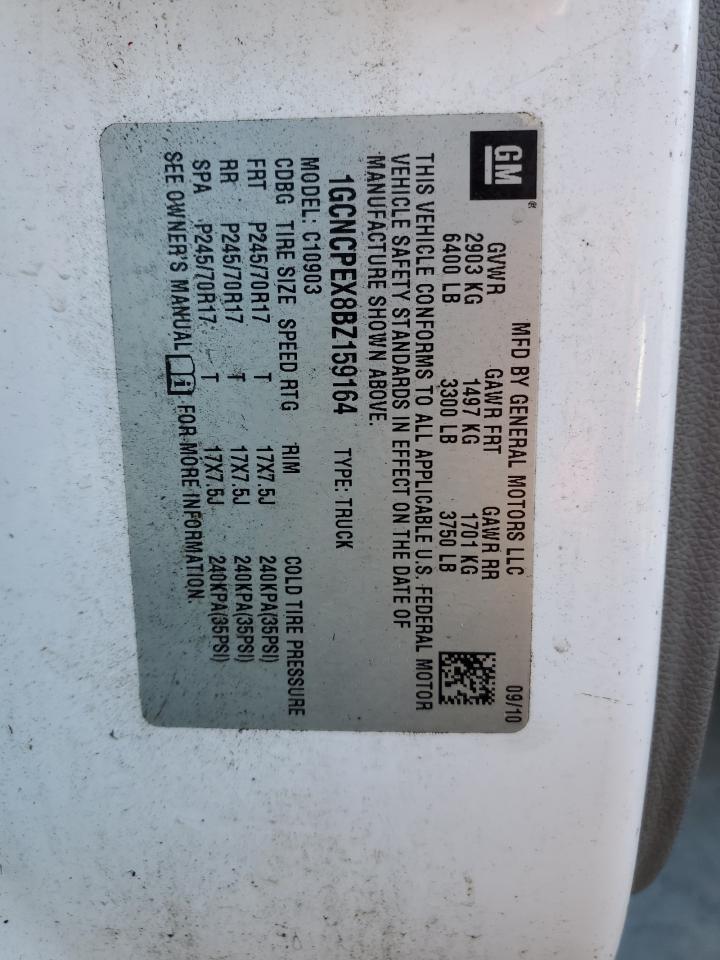 GM
MFD BY GENERAL MOTORS LLC 09/10
GVWR GAWR FRT GAWR RR
2903 KG 1497 KG 1701 KG
6400 LB 3300 LB 3750 LB
THIS VEHICLE CONFORMS TO ALL APPLICABLE U.S. FEDERAL MOTOR
VEHICLE SAFETY STANDARDS IN EFFECT ON THE DATE OF
MANUFACTURE SHOWN ABOVE.
1GCNCPEX8BZ159164 TYPE: TRUCK
MODEL: C10903
CDBG TIRE SIZE SPEED RTG RIM COLD TIRE PRESSURE
FRT P245/70R17 T 17X7.5J 240KPA(35PSI)
RR P245/70R17 T 17X7.5J 240KPA(35PSI)
SPA P245/70R17 T 17X7.5J 240KPA(35PSI)
SEE OWNER'S MANUAL FOR MORE INFORMATION.